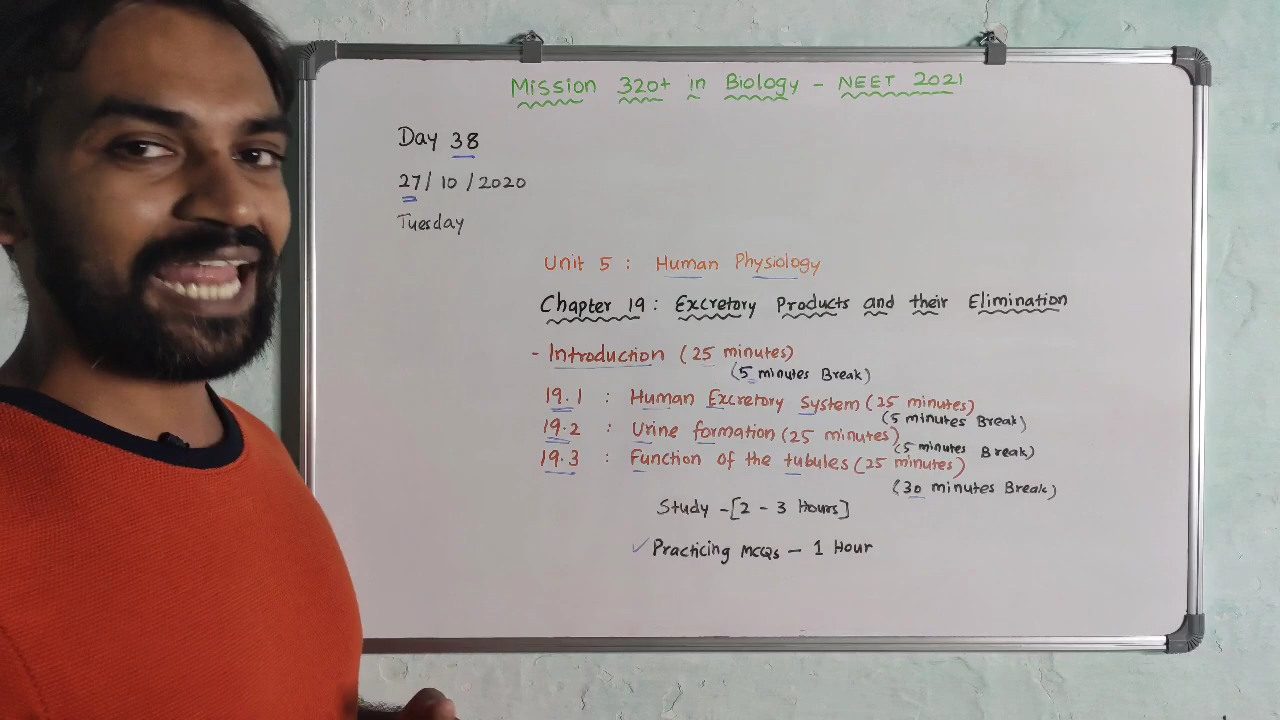 Mission 320+ in Biology - NEET 2021
Day 38
27/10/2020
Tuesday
Unit 5 : Human Physiology
Chapter 19: Excretory Products and their Elimination
- Introduction (25 minutes)
(5 minutes Break)
19.1 : Human Excretory System (25 minutes)
(5 minutes Break)
19.2 : Urine formation (25 minutes)
(5 minutes Break)
19.3 : Function of the tubules (25 minutes)
(30 minutes Break)
Study - [2 - 3 Hours]
✓ Practicing MCQs - 1 Hour